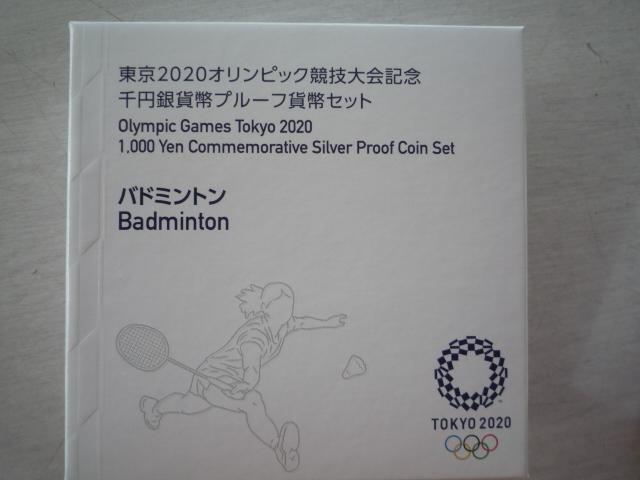 東京2020オリンピック競技大会記念
千円銀貨幣プルーフ貨幣セット
Olympic Games Tokyo 2020
1,000 Yen Commemorative Silver Proof Coin Set
バドミントン
Badminton
TOKYO 2020